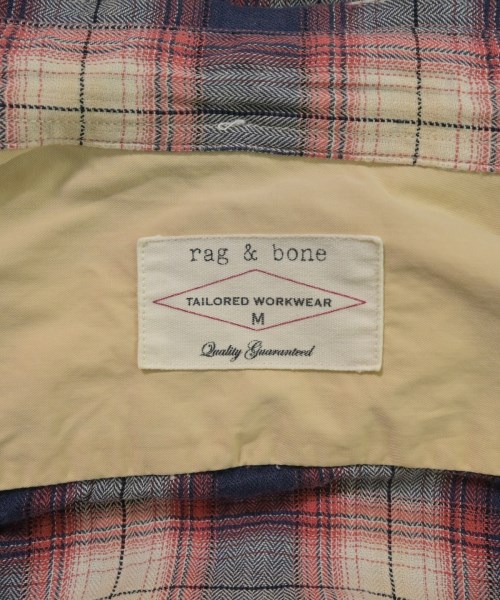 rag & bone
TAILORED WORKWEAR
M
Quality Guaranteed